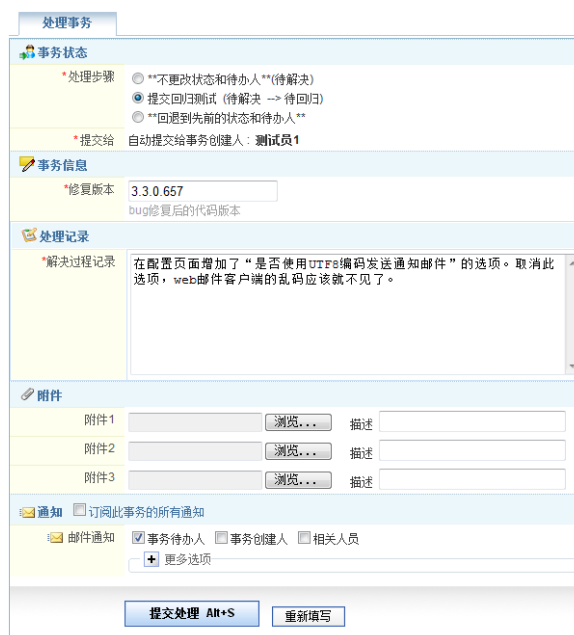 处理事务
事务状态
*处理步骤
**不更改状态和待办人**(待解决)
提交回归测试 (待解决 --> 待回归)
**回退到先前的状态和待办人**
*提交给 自动提交给事务创建人：测试员1
事务信息
*修复版本 3.3.0.657
bug修复后的代码版本
处理记录
*解决过程记录
在配置页面增加了“是否使用UTF8编码发送通知邮件”的选项。取消此
选项，web邮件客户端的乱码应该就不见了。
附件
附件1 浏览... 描述
附件2 浏览... 描述
附件3 浏览... 描述
通知 订阅此事务的所有通知
邮件通知 事务待办人 事务创建人 相关人员
+ 更多选项
提交处理 Alt+S 重新填写